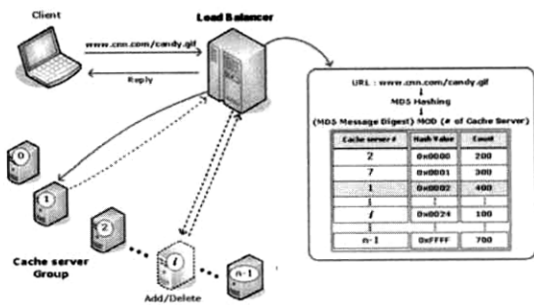 Client
Load Balancer
www.cnn.com/candy.gif
Reply
URL : www.cnn.com/candy.gif
MD5 Hashing
(MD5 Message Digest) MOD (# of Cache Server)
Cache server # Hash Value Count
2 0x0000 200
7 0x0001 300
1 0x0002 400
⋮ ⋮ ⋮
i 0x0024 100
⋮ ⋮ ⋮
n-1 0xFFFF 700
0
1
2
i
n-1
Cache server
Group
Add/Delete